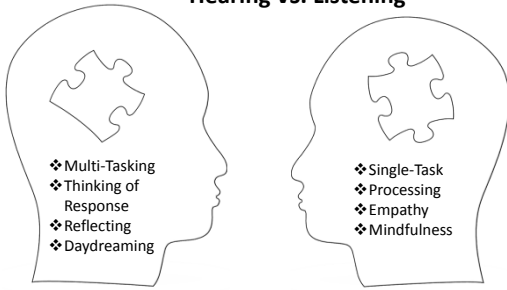 Hearing vs. Listening
❖Multi-Tasking
❖Thinking of
Response
❖Reflecting
❖Daydreaming
❖Single-Task
❖Processing
❖Empathy
❖Mindfulness